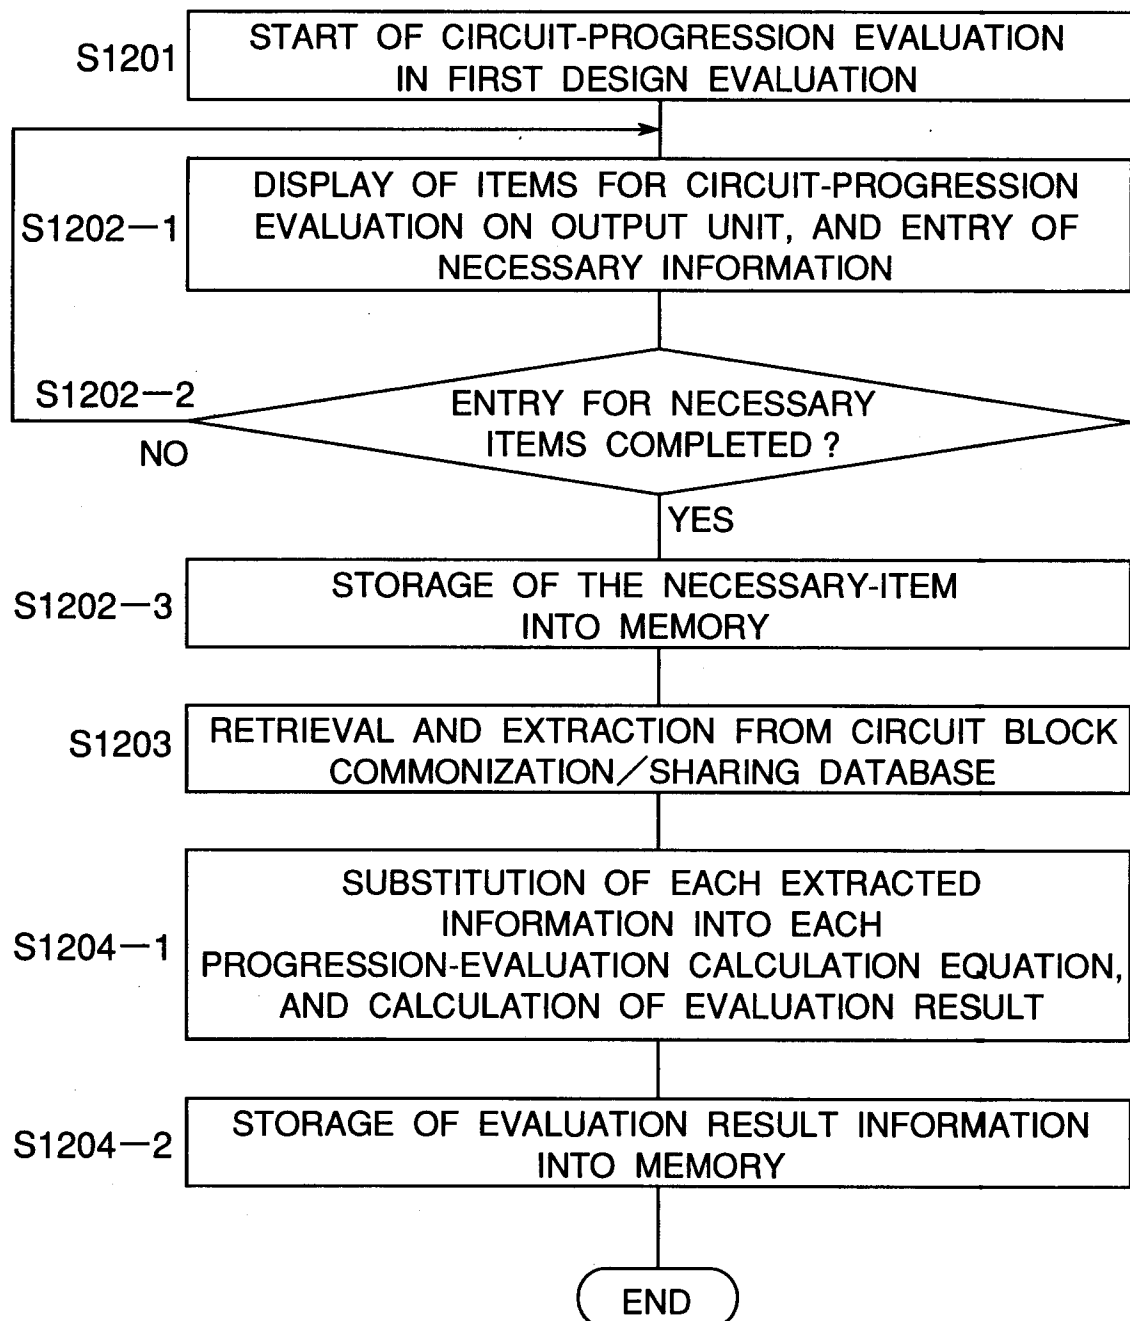 S1201
START OF CIRCUIT-PROGRESSION EVALUATION
IN FIRST DESIGN EVALUATION
S1202-1
DISPLAY OF ITEMS FOR CIRCUIT-PROGRESSION
EVALUATION ON OUTPUT UNIT, AND ENTRY OF
NECESSARY INFORMATION
S1202-2
ENTRY FOR NECESSARY
ITEMS COMPLETED ?
NO
YES
S1202-3
STORAGE OF THE NECESSARY-ITEM
INTO MEMORY
S1203
RETRIEVAL AND EXTRACTION FROM CIRCUIT BLOCK
COMMONIZATION/SHARING DATABASE
S1204-1
SUBSTITUTION OF EACH EXTRACTED
INFORMATION INTO EACH
PROGRESSION-EVALUATION CALCULATION EQUATION,
AND CALCULATION OF EVALUATION RESULT
S1204-2
STORAGE OF EVALUATION RESULT INFORMATION
INTO MEMORY
END